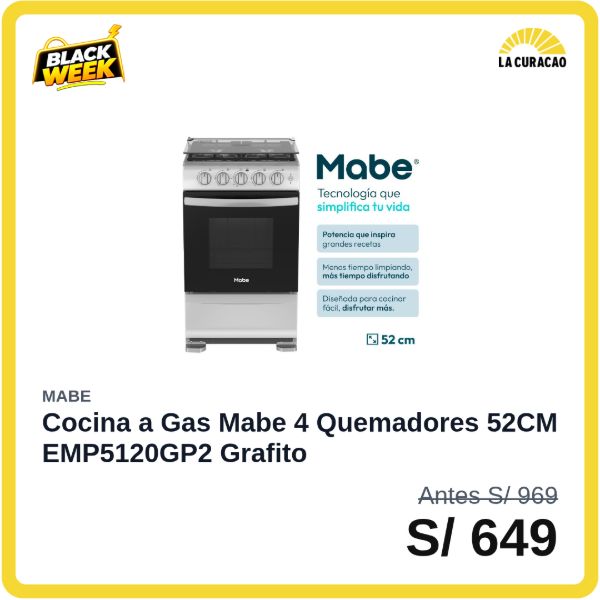 BLACK
WEEK
LA CURACAO
Mabe®
Tecnología que
simplifica tu vida
Potencia que inspira
grandes recetas
Menos tiempo limpiando,
más tiempo disfrutando
Diseñada para cocinar
fácil, disfrutar más.
52 cm
Mabe
MABE
Cocina a Gas Mabe 4 Quemadores 52CM
EMP5120GP2 Grafito
Antes S/ 969
S/ 649